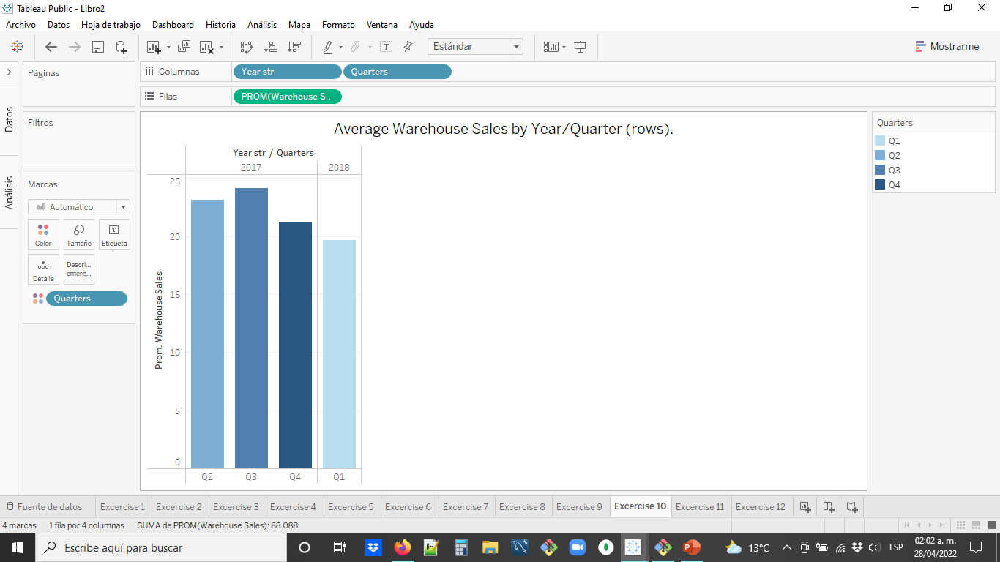 Tableau Public - Libro2
Archivo Datos Hoja de trabajo Dashboard Historia Análisis Mapa Formato Ventana Ayuda
Estándar
Mostrarme
Datos
Análisis
Páginas
Filtros
Marcas
Automático
Color Tamaño Etiqueta
Detalle
Descri...
emerg...
Quarters
Columnas Year str Quarters
Filas PROM(Warehouse S..
Average Warehouse Sales by Year/Quarter (rows).
Year str / Quarters
2017 2018
Prom. Warehouse Sales
25
20
15
10
5
0
Q2 Q3 Q4 Q1
Quarters
Q1
Q2
Q3
Q4
Fuente de datos Excercise 1 Excercise 2 Excercise 3 Excercise 4 Excercise 5 Excercise 6 Excercise 7 Excercise 8 Excercise 9 Excercise 10 Excercise 11 Excercise 12
4 marcas 1 fila por 4 columnas SUMA de PROM(Warehouse Sales): 88.088
Escribe aquí para buscar
13°C
ESP
02:02 a. m.
28/04/2022